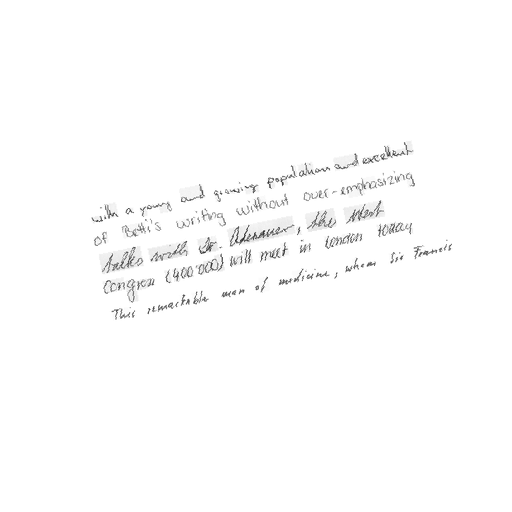 with a young and growing population and excellent
of Betti's writing without over-emphasizing
talks with Dr. Adenauer, the West
congress (400'000) will meet in London today
This remarkable man of medicine, whom Sir Francis